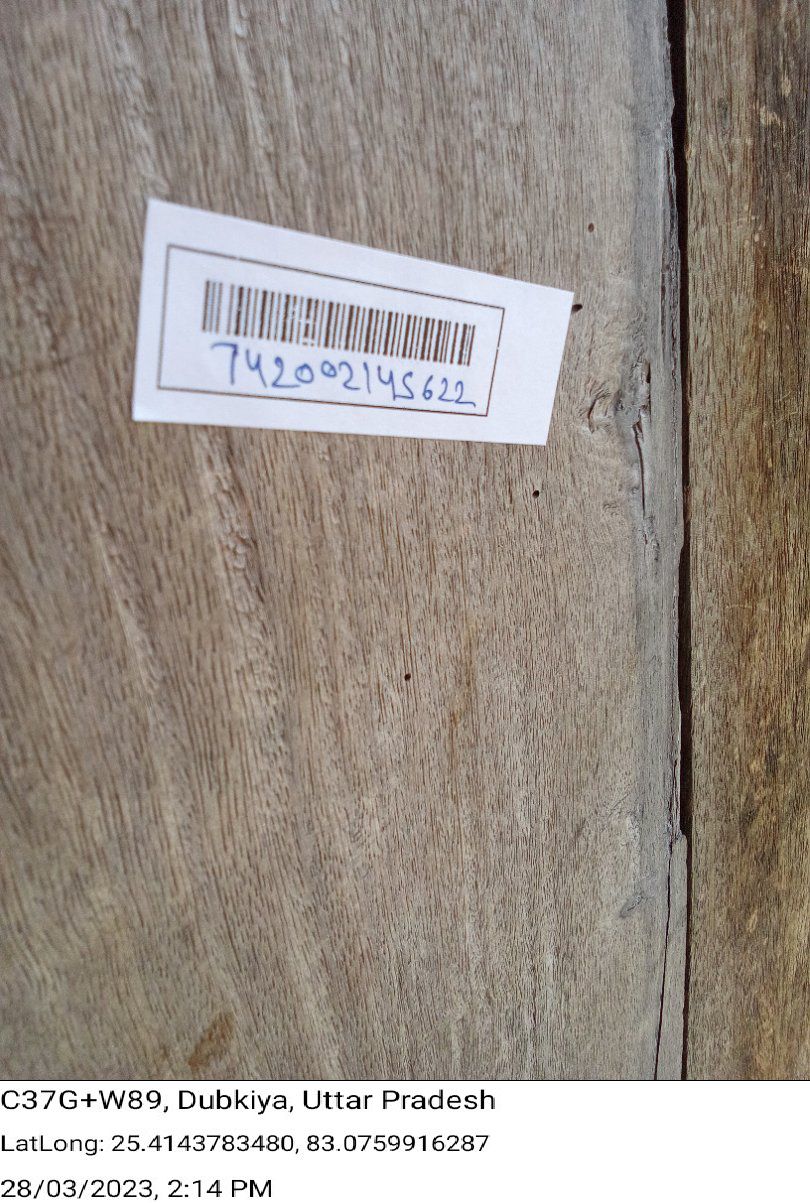 742002145622
C37G+W89, Dubkiya, Uttar Pradesh
LatLong: 25.4143783480, 83.0759916287
28/03/2023, 2:14 PM